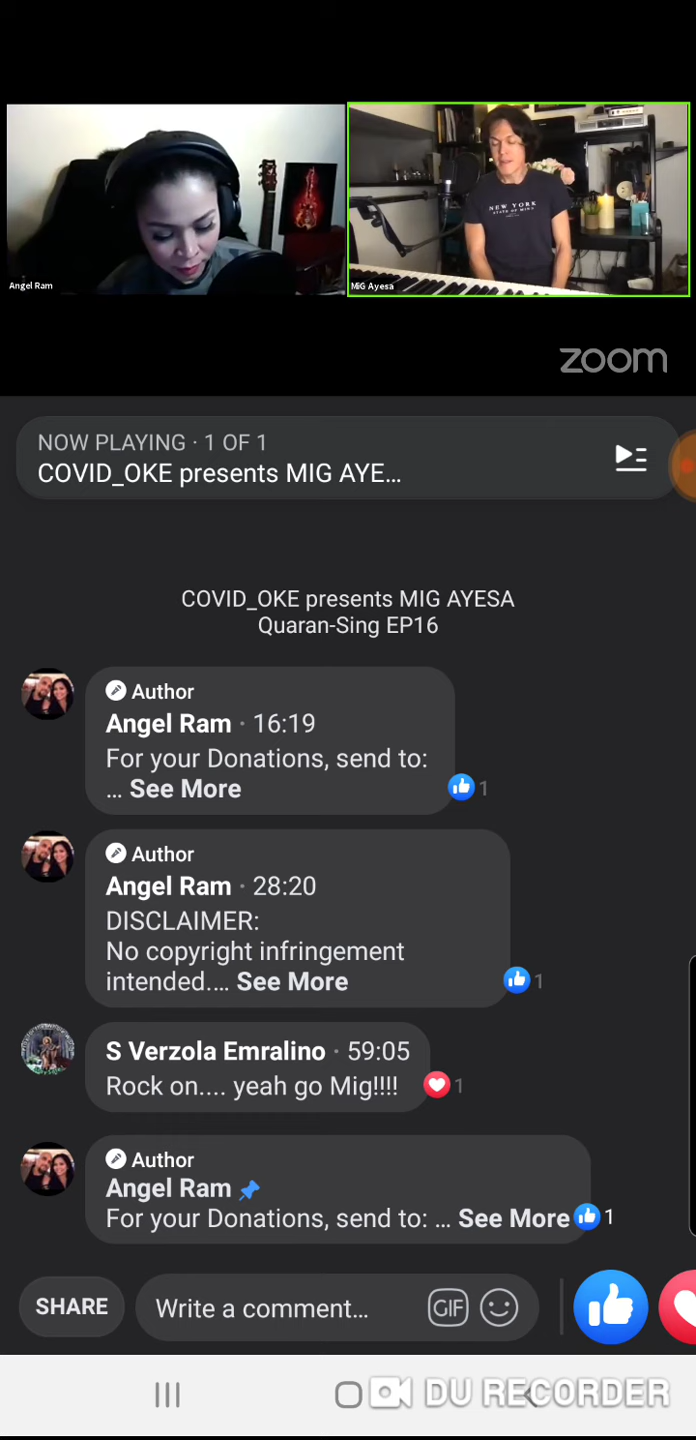 Angel Ram
NEW YORK
STATE OF MIND
MiG Ayesa
zoom
NOW PLAYING · 1 OF 1
COVID_OKE presents MIG AYE...
COVID_OKE presents MIG AYESA
Quaran-Sing EP16
Author
Angel Ram · 16:19
For your Donations, send to:
... See More
1
Author
Angel Ram · 28:20
DISCLAIMER:
No copyright infringement
intended.... See More
1
S Verzola Emralino · 59:05
Rock on.... yeah go Mig!!!!
1
Author
Angel Ram
For your Donations, send to: ... See More
1
SHARE
Write a comment...
GIF
DU RECORDER